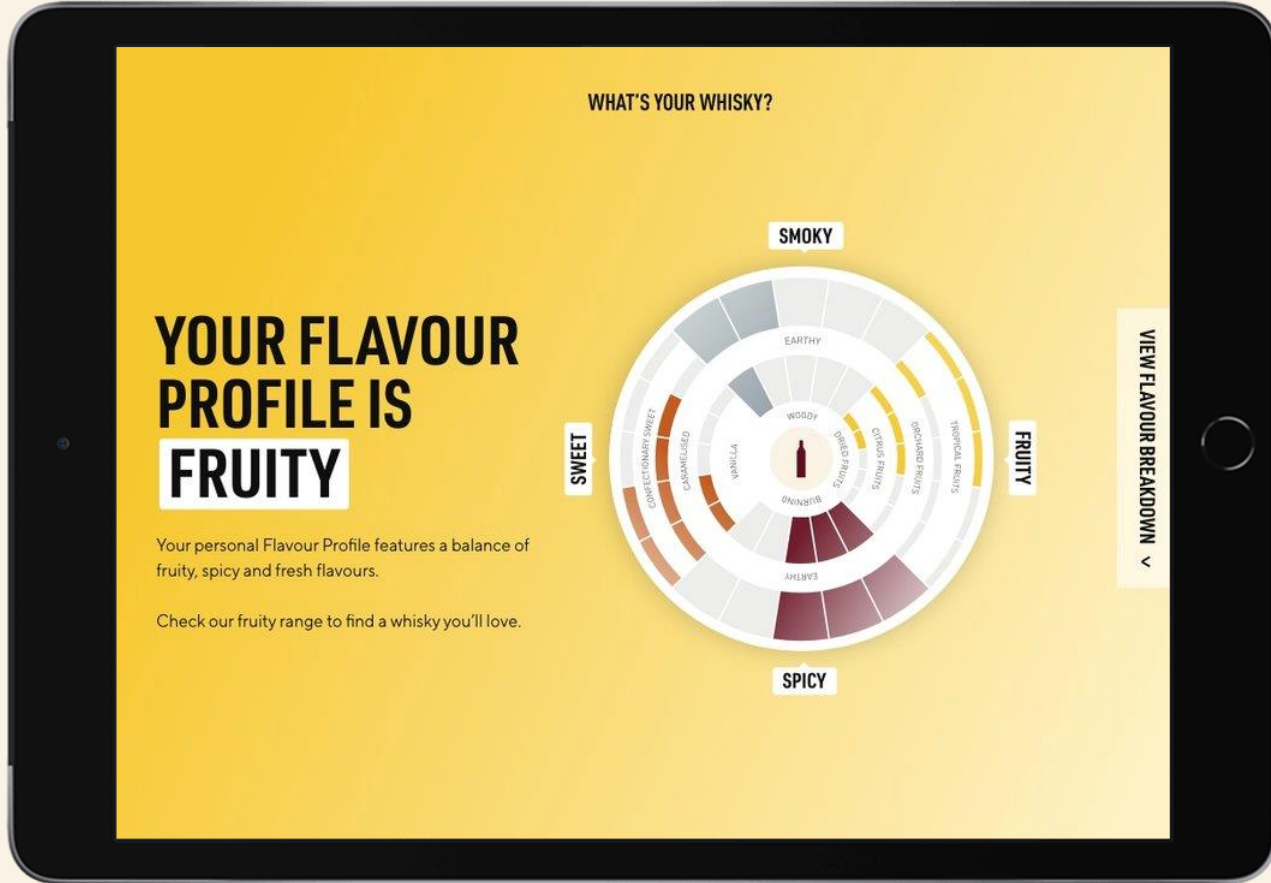 WHAT'S YOUR WHISKY?
YOUR FLAVOUR
PROFILE IS
FRUITY
Your personal Flavour Profile features a balance of
fruity, spicy and fresh flavours.
Check our fruity range to find a whisky you'll love.
SMOKY
EARTHY
WOODY
SWEET
CONFECTIONARY SWEET
CARAMELISED
VANILLA
DRIED FRUITS
CITRUS FRUITS
ORCHARD FRUITS
TROPICAL FRUITS
FRUITY
BURNING
EARTHY
SPICY
VIEW FLAVOUR BREAKDOWN >